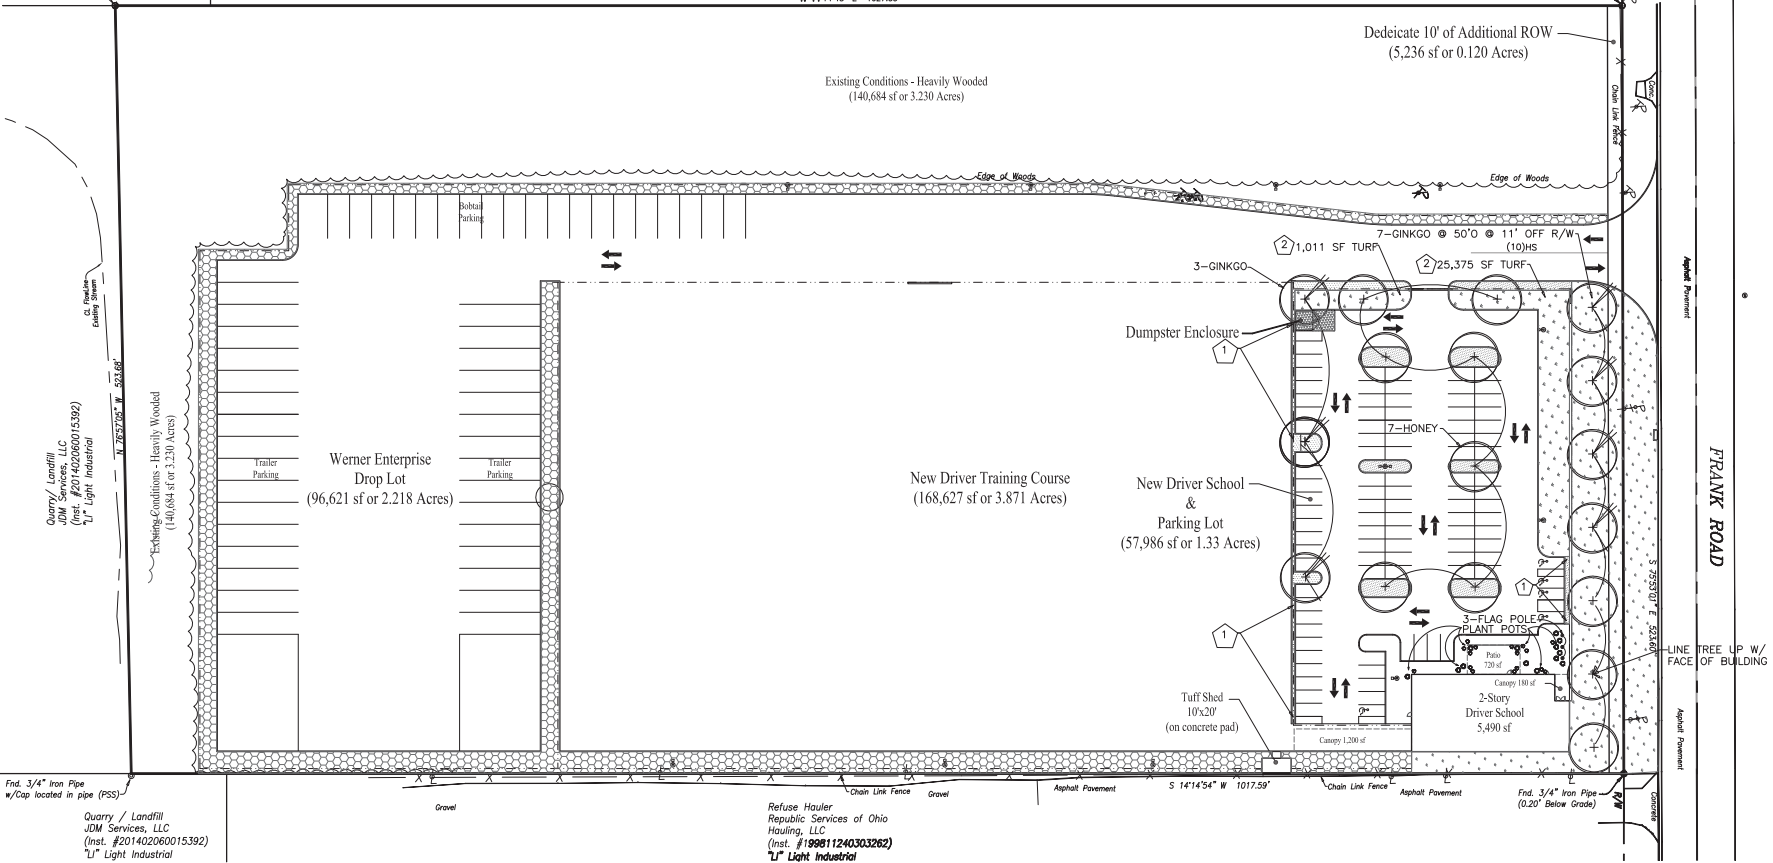 Dedeicate 10' of Additional ROW
(5,236 sf or 0.120 Acres)
Existing Conditions - Heavily Wooded
(140,684 sf or 3.230 Acres)
Conc.
Chain Link Fence
Edge of Woods
Edge of Woods
Bobtail
Parking
7-GINKGO @ 50'O @ 11' OFF R/W
(10)HS
2
1,011 SF TURF
2
25,375 SF TURF
3-GINKGO
Asphalt Pavement
CL Flowline
Existing Stream
Dumpster Enclosure
1
N 76'57'05" W 523.68'
Quarry/ Landfill
JDM Services, LLC
(Inst. #201402060015392)
"LI" Light Industrial
Existing Conditions - Heavily Wooded
(140,684 sf or 3.230 Acres)
Trailer
Parking
Werner Enterprise
Drop Lot
(96,621 sf or 2.218 Acres)
Trailer
Parking
New Driver Training Course
(168,627 sf or 3.871 Acres)
New Driver School
&
Parking Lot
(57,986 sf or 1.33 Acres)
7-HONEY
FRANK ROAD
1
S 75'53'01" E 523.60'
1
3-FLAG POLE
PLANT POTS
LINE TREE UP W/
FACE OF BUILDING
Patio
720 sf
Canopy 180 sf
2-Story
Driver School
5,490 sf
Tuff Shed
10'x20'
(on concrete pad)
Canopy 1,200 sf
Asphalt Pavement
Fnd. 3/4" Iron Pipe
w/Cap located in pipe (PSS)
Gravel
Chain Link Fence
Gravel
Asphalt Pavement
S 14'14'54" W 1017.59'
Chain Link Fence
Asphalt Pavement
Fnd. 3/4" Iron Pipe
(0.20' Below Grade)
R/W
Concrete
Quarry / Landfill
JDM Services, LLC
(Inst. #201402060015392)
"LI" Light Industrial
Refuse Hauler
Republic Services of Ohio
Hauling, LLC
(Inst. #199811240303262)
"LI" Light Industrial